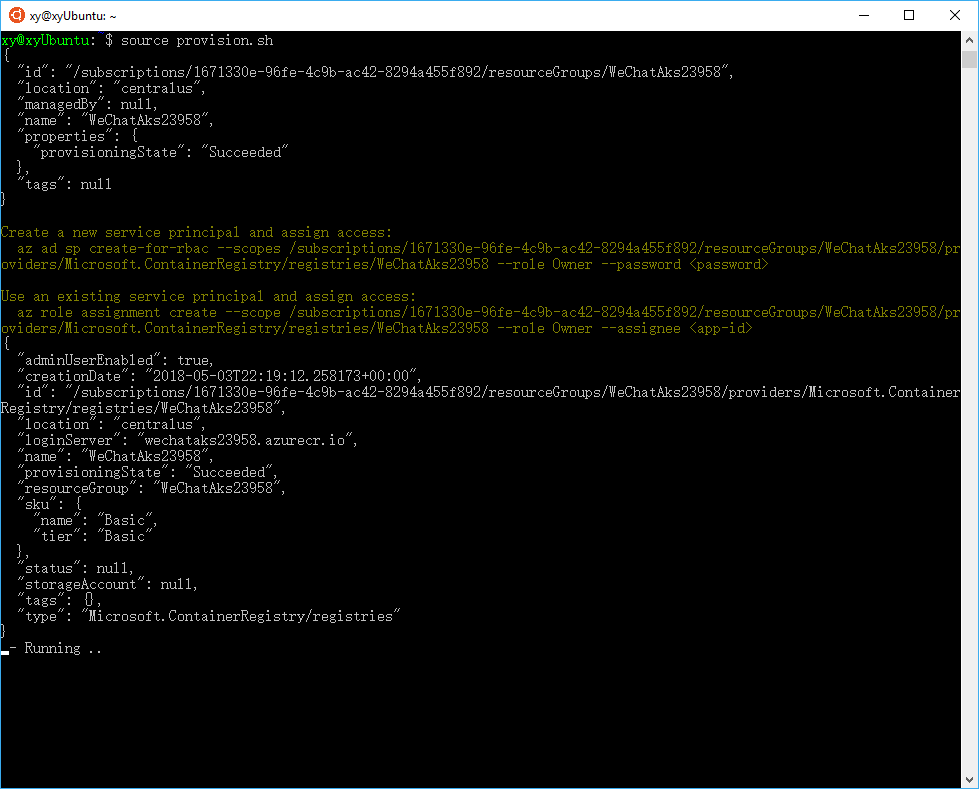 xy@xyUbuntu: ~
xy@xyUbuntu:~$ source provision.sh
{
  "id": "/subscriptions/1671330e-96fe-4c9b-ac42-8294a455f892/resourceGroups/WeChatAks23958",
  "location": "centralus",
  "managedBy": null,
  "name": "WeChatAks23958",
  "properties": {
    "provisioningState": "Succeeded"
  },
  "tags": null
}
Create a new service principal and assign access:
  az ad sp create-for-rbac --scopes /subscriptions/1671330e-96fe-4c9b-ac42-8294a455f892/resourceGroups/WeChatAks23958/pr
oviders/Microsoft.ContainerRegistry/registries/WeChatAks23958 --role Owner --password <password>
Use an existing service principal and assign access:
  az role assignment create --scope /subscriptions/1671330e-96fe-4c9b-ac42-8294a455f892/resourceGroups/WeChatAks23958/pr
oviders/Microsoft.ContainerRegistry/registries/WeChatAks23958 --role Owner --assignee <app-id>
{
  "adminUserEnabled": true,
  "creationDate": "2018-05-03T22:19:12.258173+00:00",
  "id": "/subscriptions/1671330e-96fe-4c9b-ac42-8294a455f892/resourceGroups/WeChatAks23958/providers/Microsoft.Container
Registry/registries/WeChatAks23958",
  "location": "centralus",
  "loginServer": "wechataks23958.azurecr.io",
  "name": "WeChatAks23958",
  "provisioningState": "Succeeded",
  "resourceGroup": "WeChatAks23958",
  "sku": {
    "name": "Basic",
    "tier": "Basic"
  },
  "status": null,
  "storageAccount": null,
  "tags": {},
  "type": "Microsoft.ContainerRegistry/registries"
}
 - Running ..